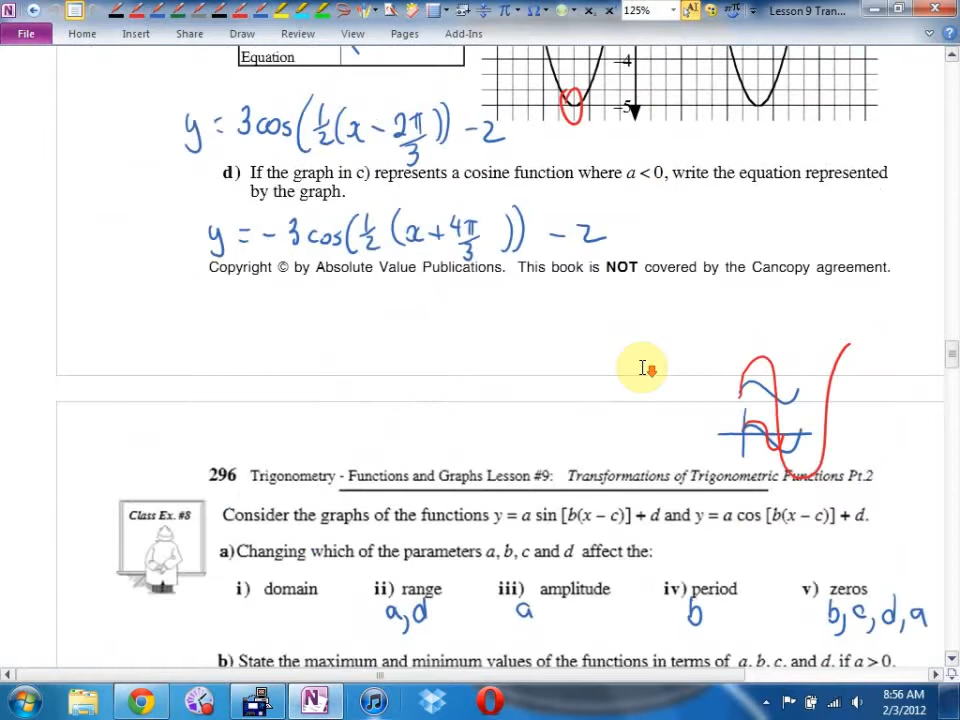 125%
Lesson 9 Tran...
File Home Insert Share Draw Review Pages Add-Ins
Equation
-4
-5
y = 3cos(1/2(x - 2π/3)) - 2
d) If the graph in c) represents a cosine function where a < 0, write the equation represented
by the graph.
y = -3cos(1/2(x + 4π/3)) - 2
Copyright © by Absolute Value Publications. This book is NOT covered by the Cancopy agreement.
296 Trigonometry - Functions and Graphs Lesson #9: Transformations of Trigonometric Functions Pt.2
Class Ex. #8
Consider the graphs of the functions y = a sin [b(x – c)] + d and y = a cos [b(x – c)] + d.
a)Changing which of the parameters a, b, c and d affect the:
i) domain ii) range iii) amplitude iv) period v) zeros
a,d a b b,c,d,a
b) State the maximum and minimum values of the functions in terms of a, b, c, and d, if a > 0.
8:56 AM
2/3/2012